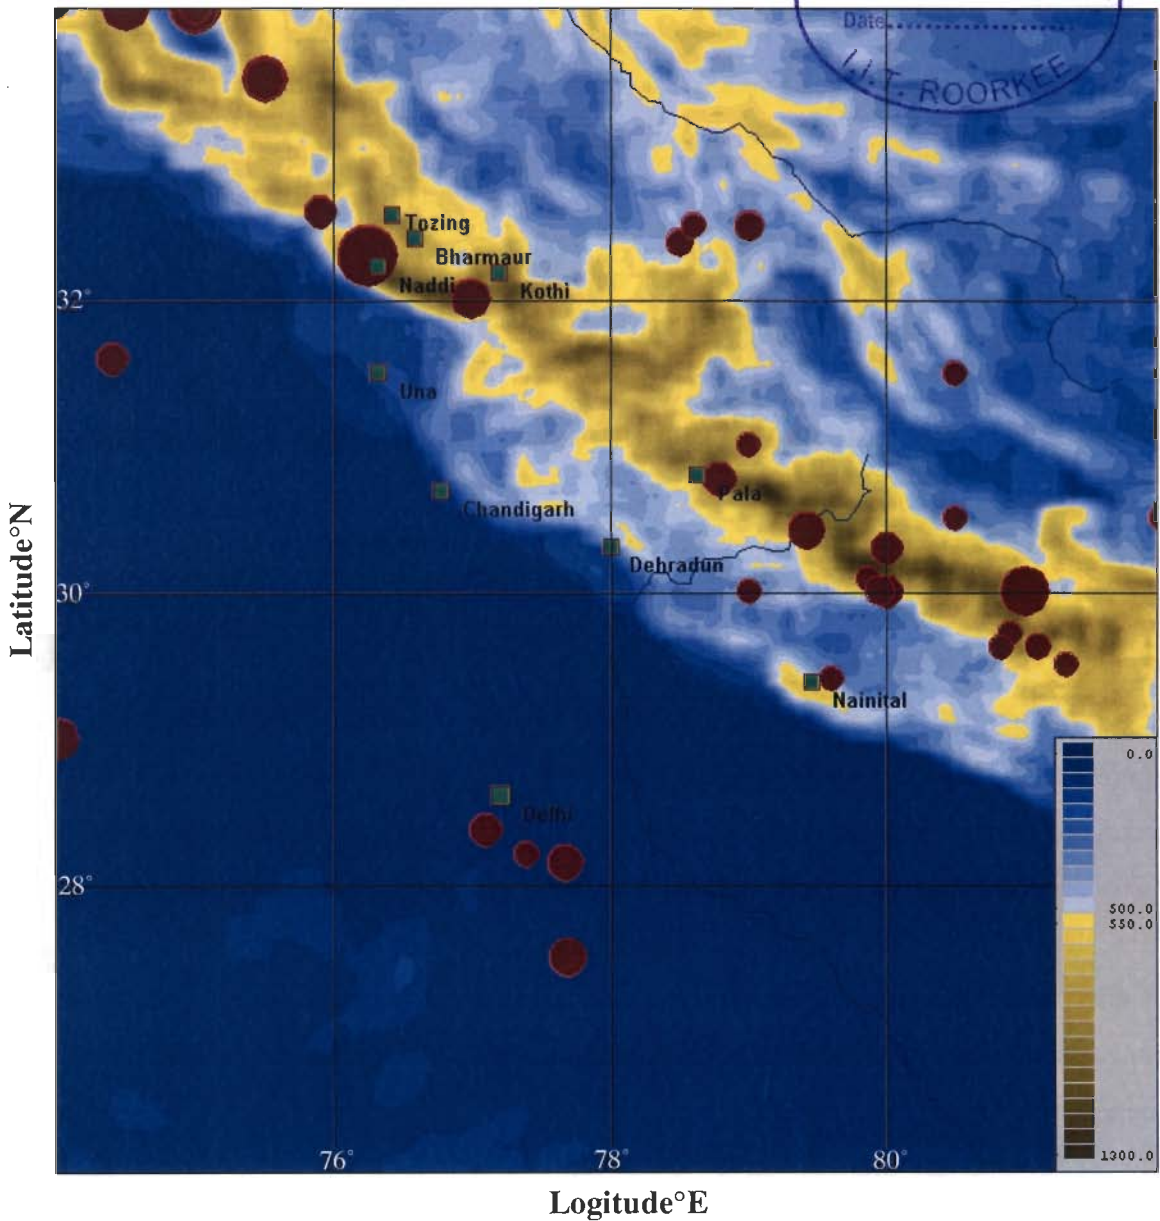 Date
I.I.T. ROORKEE
Tozing
Bharmaur
Naddi
Kothi
32°
Una
Pala
Chandigarh
Dehradun
30°
Nainital
0.0
Delhi
28°
500.0
550.0
1300.0
76°
78°
80°
Latitude°N
Logitude°E